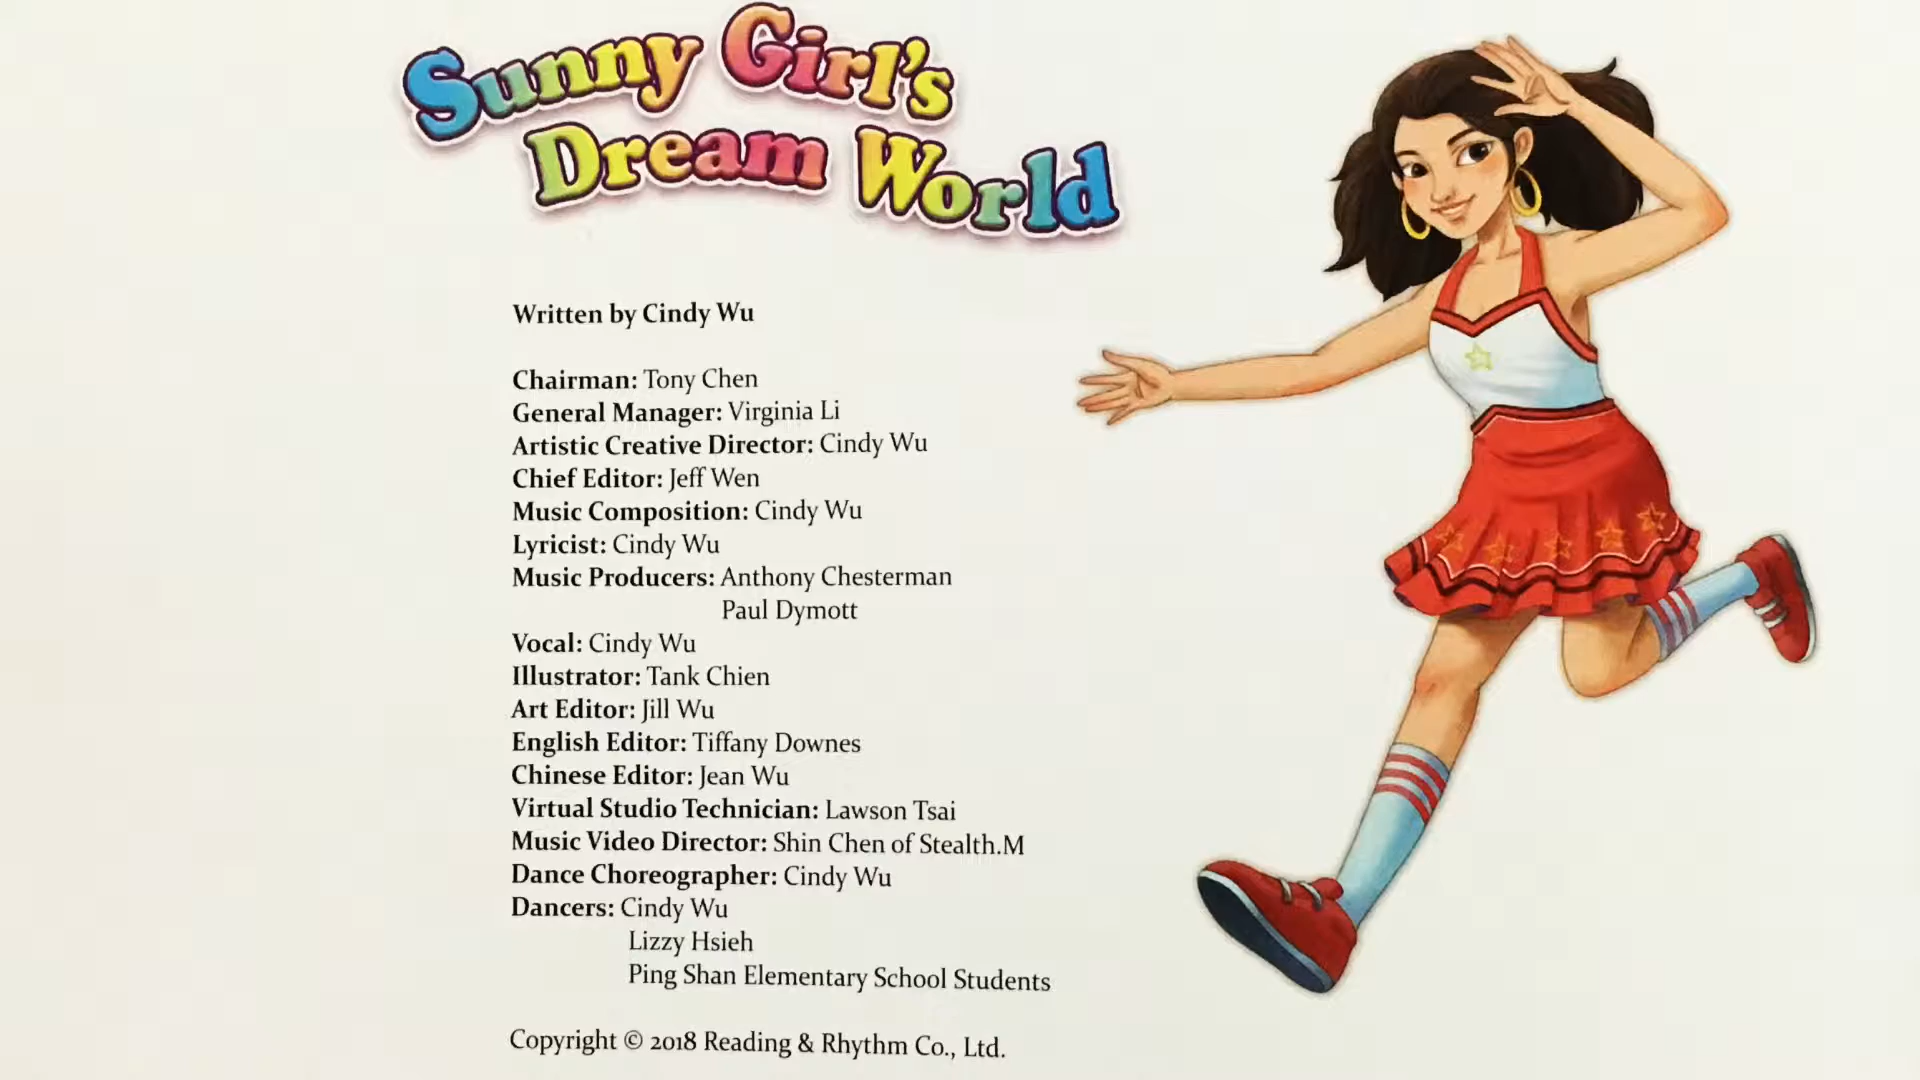 Sunny Girl's
Dream World
Written by Cindy Wu
Chairman: Tony Chen
General Manager: Virginia Li
Artistic Creative Director: Cindy Wu
Chief Editor: Jeff Wen
Music Composition: Cindy Wu
Lyricist: Cindy Wu
Music Producers: Anthony Chesterman
Paul Dymott
Vocal: Cindy Wu
Illustrator: Tank Chien
Art Editor: Jill Wu
English Editor: Tiffany Downes
Chinese Editor: Jean Wu
Virtual Studio Technician: Lawson Tsai
Music Video Director: Shin Chen of Stealth.M
Dance Choreographer: Cindy Wu
Dancers: Cindy Wu
Lizzy Hsieh
Ping Shan Elementary School Students
Copyright © 2018 Reading & Rhythm Co., Ltd.